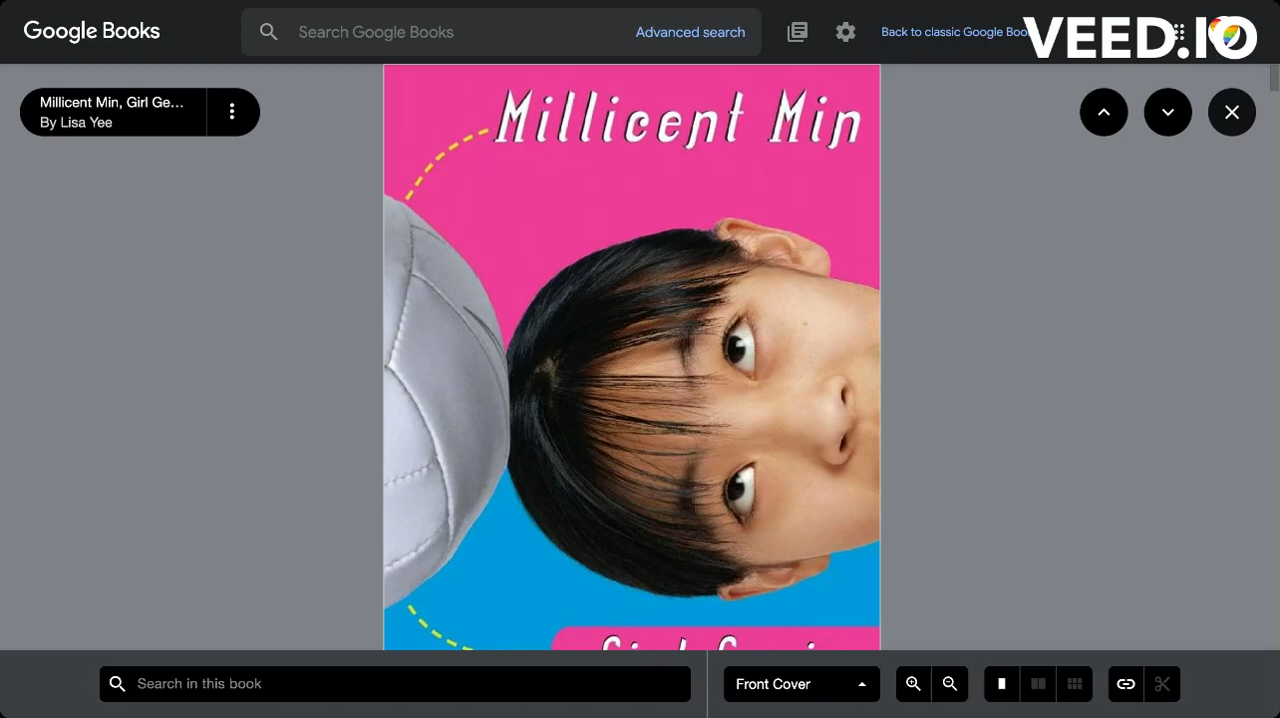 Google Books
Search Google Books
Advanced search
Back to classic Google Boo
VEED.IO
Millicent Min, Girl Ge...
By Lisa Yee
Millicent Min
Search in this book
Front Cover